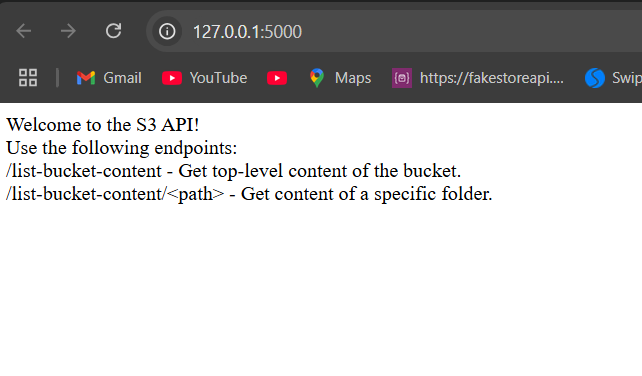 127.0.0.1:5000
Gmail YouTube Maps https://fakestoreapi.... Swip
Welcome to the S3 API!
Use the following endpoints:
/list-bucket-content - Get top-level content of the bucket.
/list-bucket-content/<path> - Get content of a specific folder.